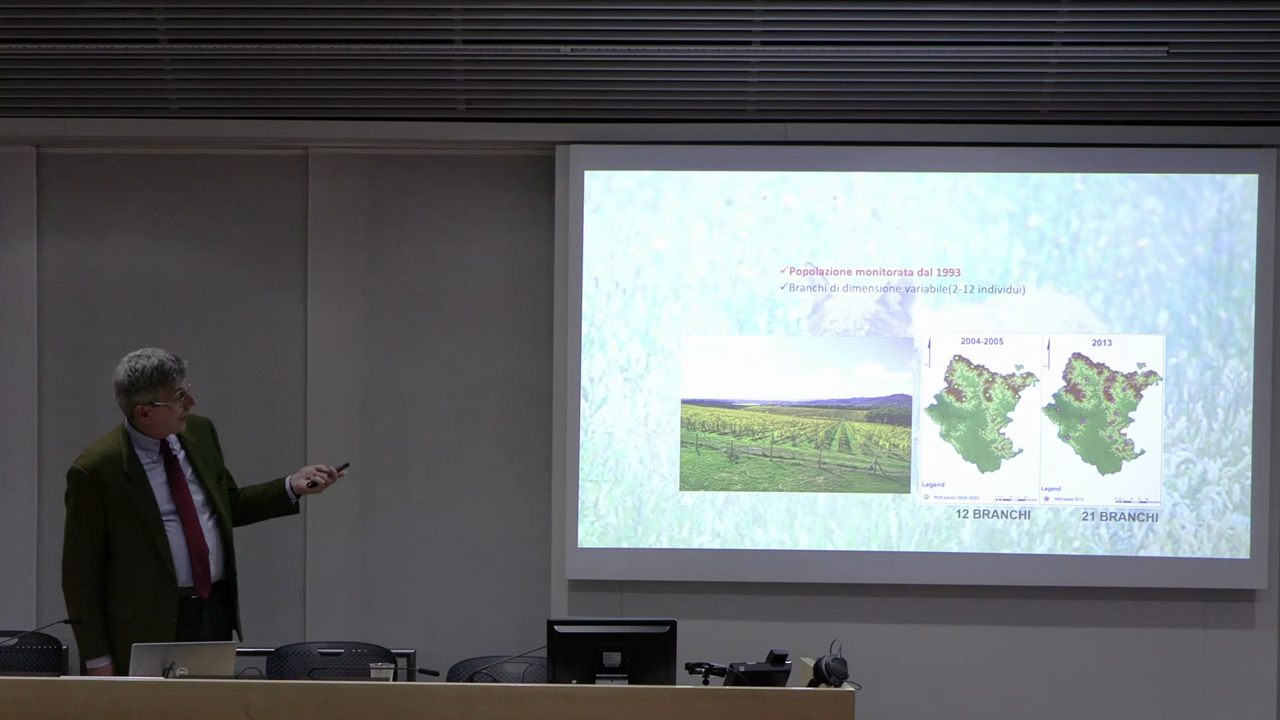 ✓Popolazione monitorata dal 1993
✓Branchi di dimensione variabile(2-12 individui)
2004-2005
2013
Legend
Legend
12 BRANCHI
21 BRANCHI